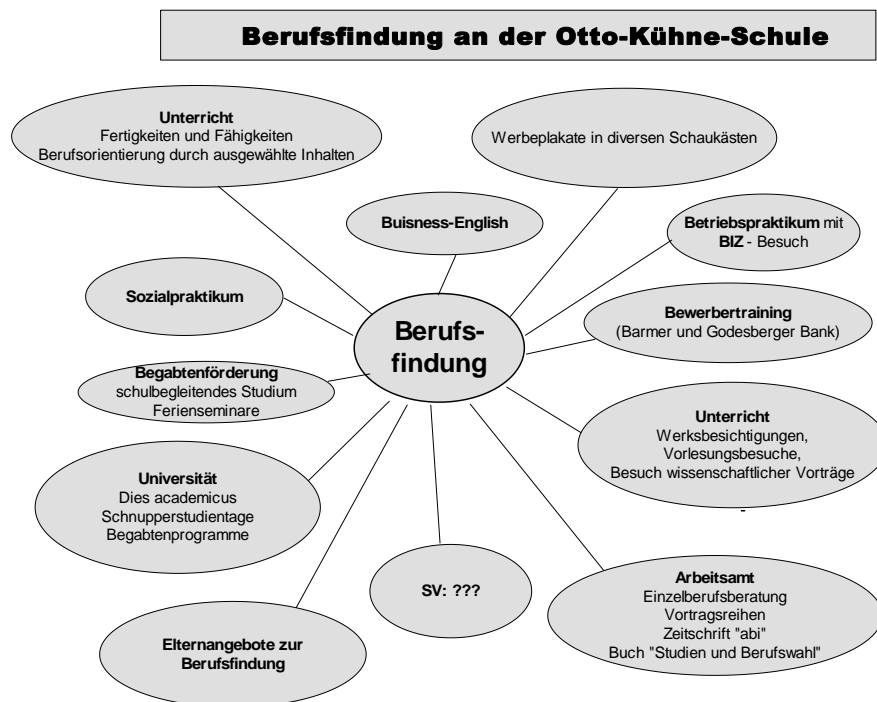 Berufsfindung an der Otto-Kühne-Schule
Unterricht
Fertigkeiten und Fähigkeiten
Berufsorientierung durch ausgewählte Inhalten
Werbeplakate in diversen Schaukästen
Buisness-English
Betriebspraktikum mit
BIZ - Besuch
Sozialpraktikum
Berufs-
findung
Bewerbertraining
(Barmer und Godesberger Bank)
Begabtenförderung
schulbegleitendes Studium
Ferienseminare
Unterricht
Werksbesichtigungen,
Vorlesungsbesuche,
Besuch wissenschaftlicher Vorträge
-
Universität
Dies academicus
Schnupperstudientage
Begabtenprogramme
SV: ???
Arbeitsamt
Einzelberufsberatung
Vortragsreihen
Zeitschrift "abi"
Buch "Studien und Berufswahl"
Elternangebote zur
Berufsfindung